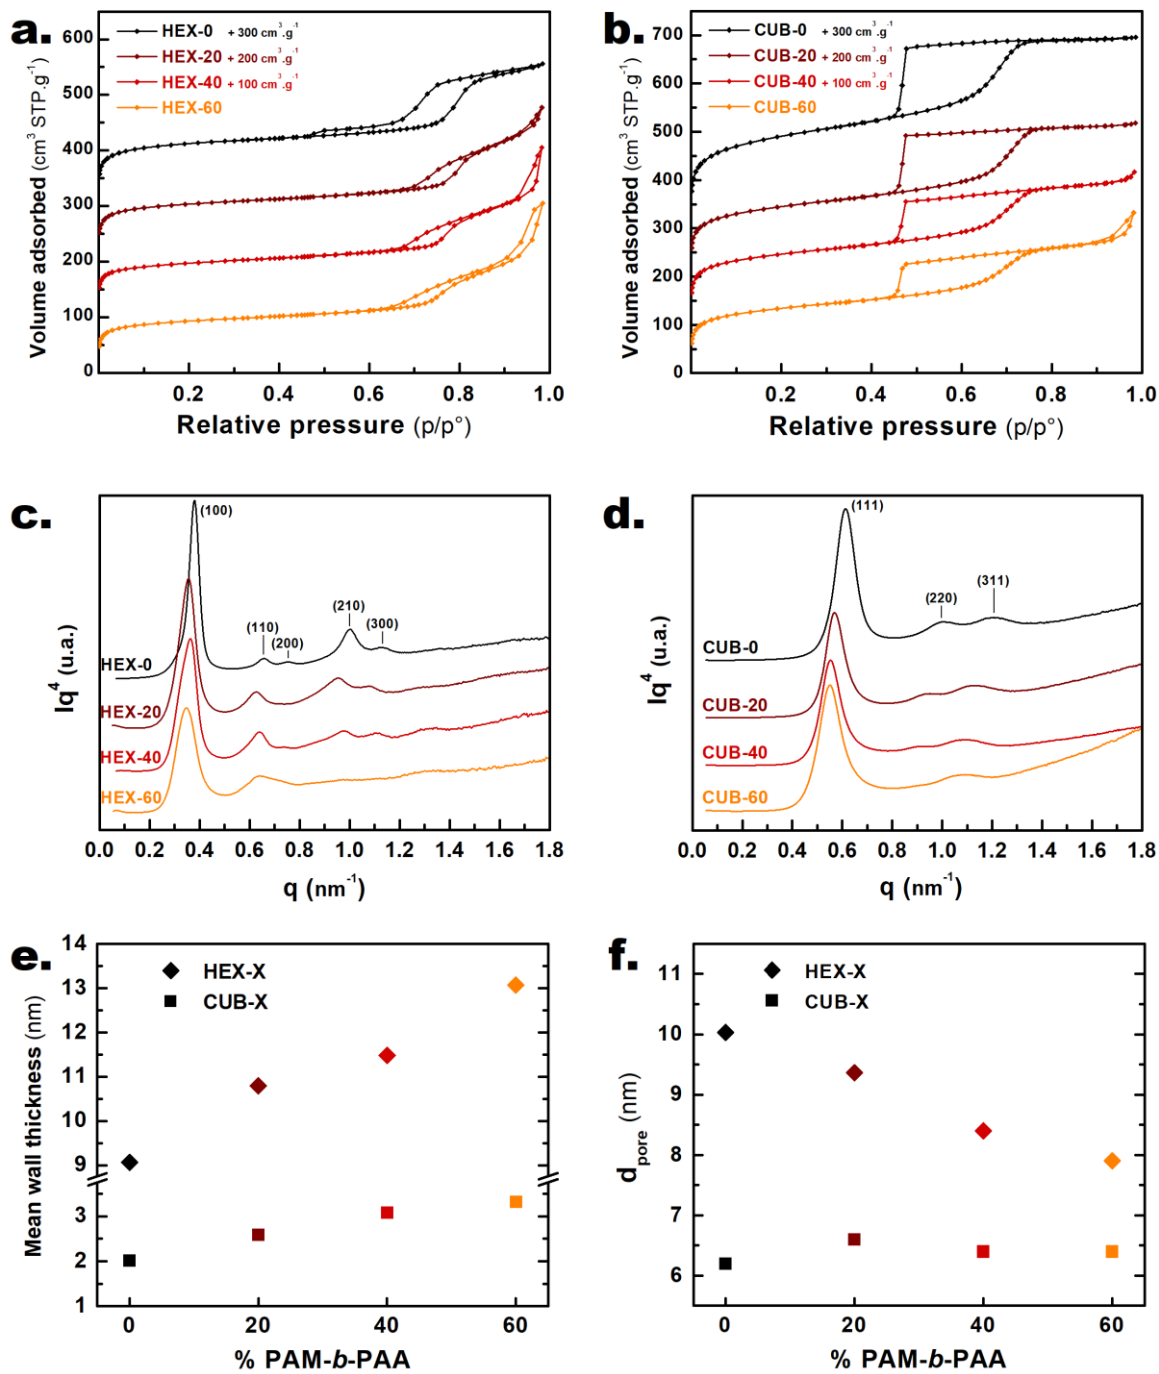 a.
HEX-0 + 300 cm³.g⁻¹
HEX-20 + 200 cm³.g⁻¹
HEX-40 + 100 cm³.g⁻¹
HEX-60
600
500
400
300
200
100
0
Volume adsorbed (cm³ STP.g⁻¹)
0.2 0.4 0.6 0.8 1.0
Relative pressure (p/p°)
b.
CUB-0 + 300 cm³.g⁻¹
CUB-20 + 200 cm³.g⁻¹
CUB-40 + 100 cm³.g⁻¹
CUB-60
700
600
500
400
300
200
100
0
Volume adsorbed (cm³ STP.g⁻¹)
0.2 0.4 0.6 0.8 1.0
Relative pressure (p/p°)
c.
(100)
(110)
(200)
(210)
(300)
HEX-0
HEX-20
HEX-40
HEX-60
Iq⁴ (u.a.)
0.0 0.2 0.4 0.6 0.8 1.0 1.2 1.4 1.6 1.8
q (nm⁻¹)
d.
(111)
(220)
(311)
CUB-0
CUB-20
CUB-40
CUB-60
Iq⁴ (u.a.)
0.0 0.2 0.4 0.6 0.8 1.0 1.2 1.4 1.6 1.8
q (nm⁻¹)
e.
HEX-X
CUB-X
14
13
12
11
10
9
3
2
1
Mean wall thickness (nm)
0 20 40 60
% PAM-b-PAA
f.
HEX-X
CUB-X
11
10
9
8
7
6
dpore (nm)
0 20 40 60
% PAM-b-PAA